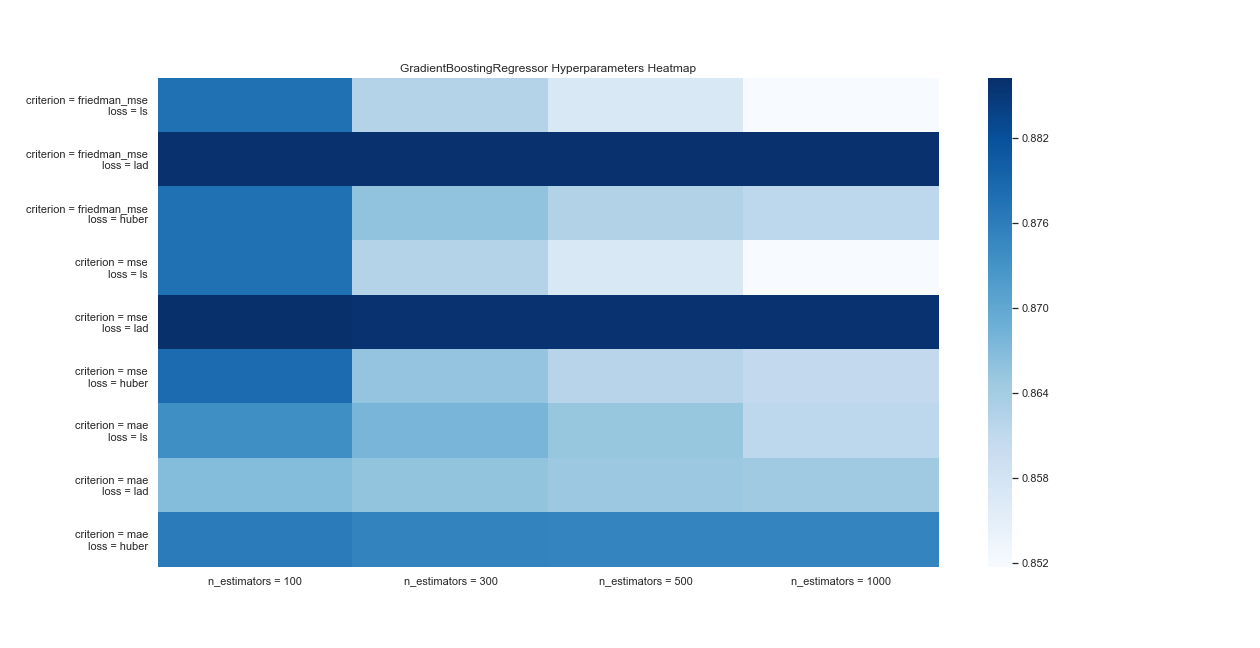 GradientBoostingRegressor Hyperparameters Heatmap
criterion = friedman_mse
loss = ls
criterion = friedman_mse
loss = lad
criterion = friedman_mse
loss = huber
criterion = mse
loss = ls
criterion = mse
loss = lad
criterion = mse
loss = huber
criterion = mae
loss = ls
criterion = mae
loss = lad
criterion = mae
loss = huber
n_estimators = 100
n_estimators = 300
n_estimators = 500
n_estimators = 1000
0.882
0.876
0.870
0.864
0.858
0.852